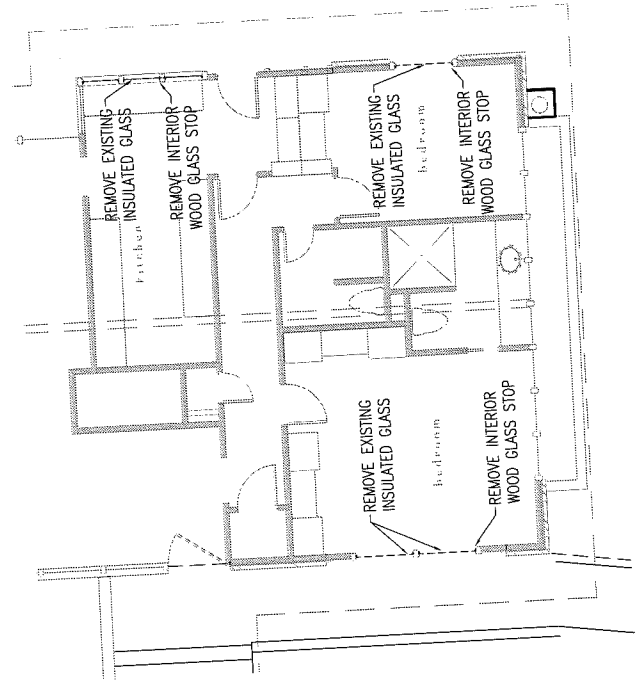 REMOVE EXISTING
INSULATED GLASS
REMOVE INTERIOR
WOOD GLASS STOP
kitchen
REMOVE EXISTING
INSULATED GLASS
bedroom
REMOVE INTERIOR
WOOD GLASS STOP
REMOVE EXISTING
INSULATED GLASS
bedroom
REMOVE INTERIOR
WOOD GLASS STOP